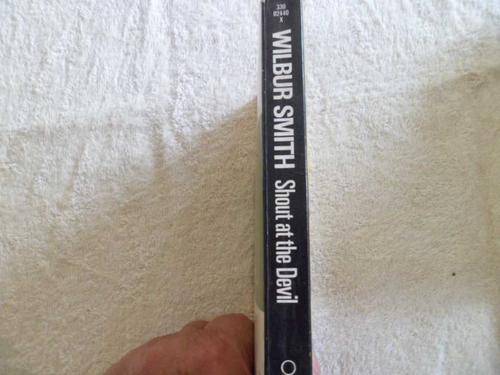 330
02440
X
WILBUR SMITH Shout at the Devil